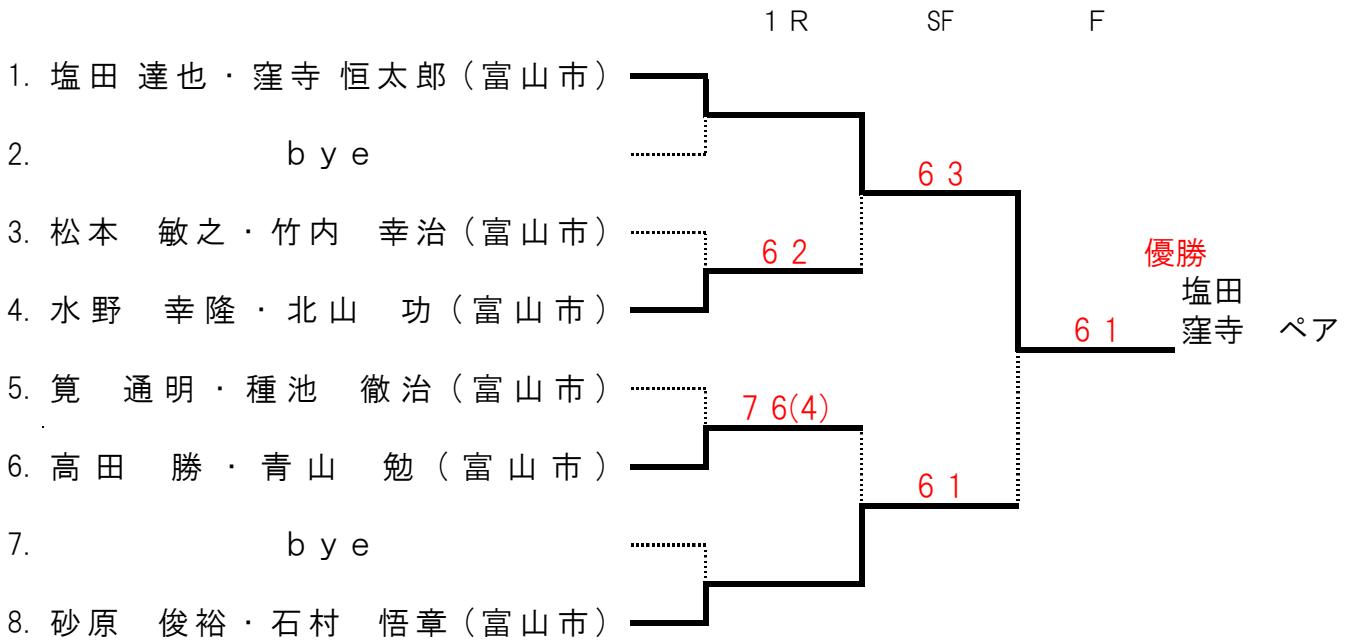 1 R SF F
1. 塩田 達也・窪寺 恒太郎(富山市)
2. bye
6 3
3. 松本 敏之・竹内 幸治(富山市)
6 2
優勝
4. 水野 幸隆・北山 功(富山市)
塩田
6 1 窪寺 ペア
5. 筧 通明・種池 徹治(富山市)
7 6(4)
6. 高田 勝・青山 勉(富山市)
6 1
7. bye
8. 砂原 俊裕・石村 悟章(富山市)